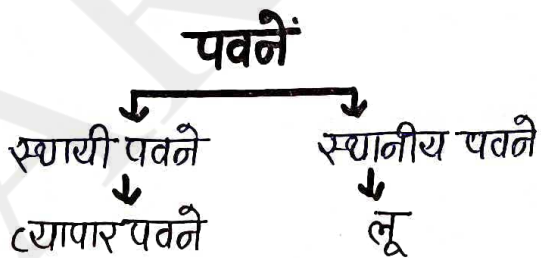 पवनें
स्थायी पवने स्थानीय पवने
व्यापार पवने लू